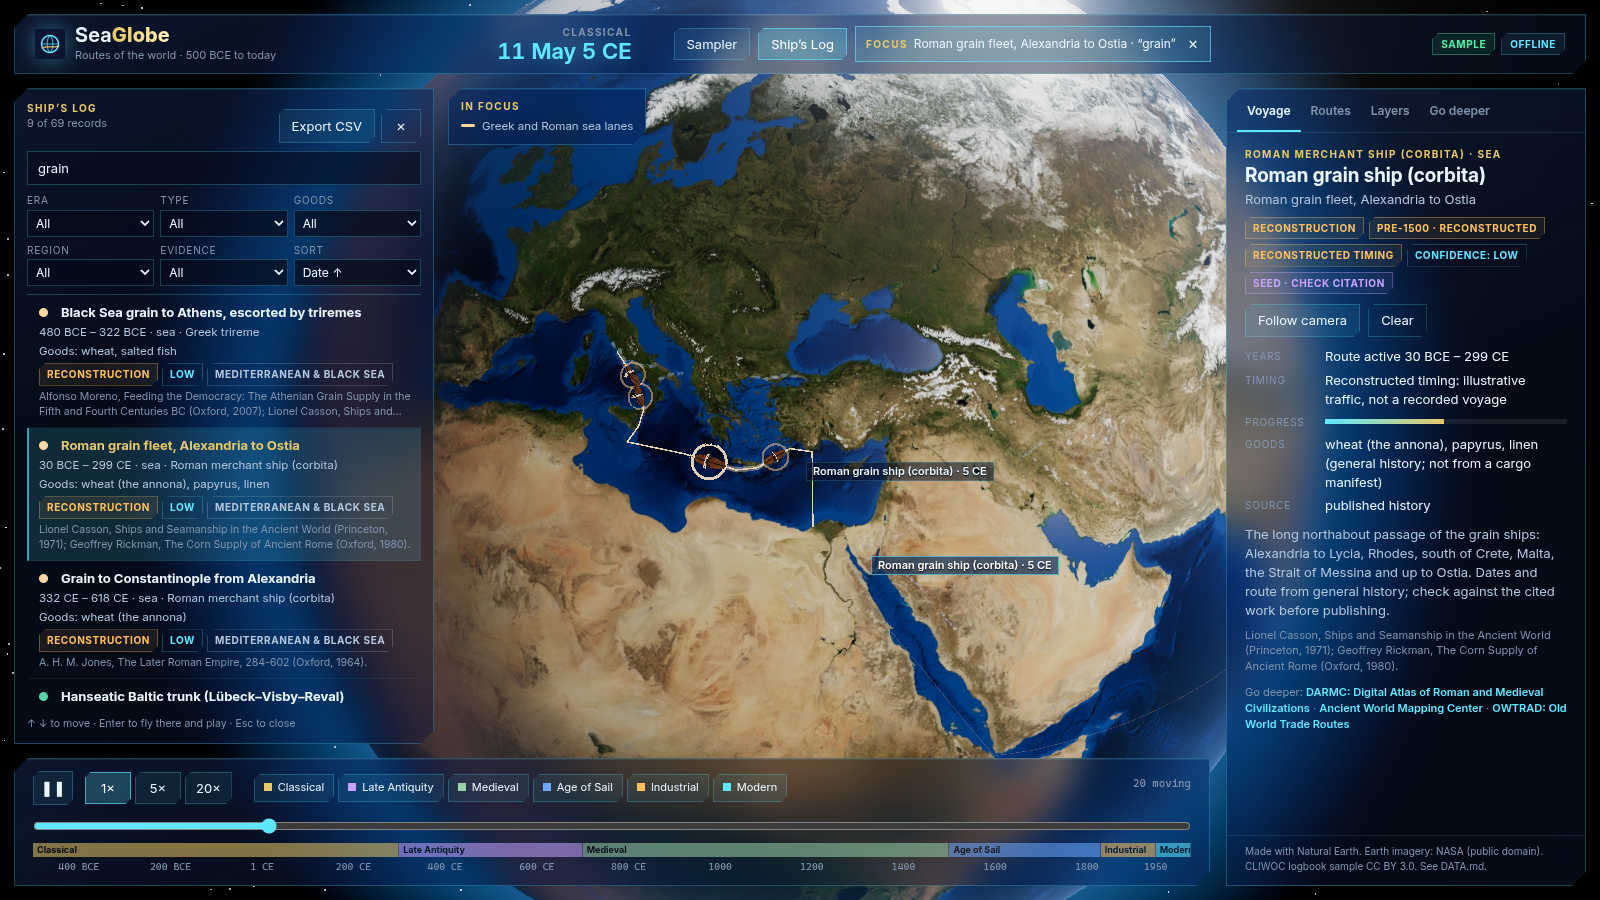 SeaGlobe
Routes of the world · 500 BCE to today
CLASSICAL
11 May 5 CE
Sampler
Ship's Log
FOCUS Roman grain fleet, Alexandria to Ostia · “grain” ×
SAMPLE
OFFLINE
SHIP'S LOG
9 of 69 records
Export CSV
×
grain
ERA TYPE GOODS
All All All
REGION EVIDENCE SORT
All All Date ↑
Black Sea grain to Athens, escorted by triremes
480 BCE – 322 BCE · sea · Greek trireme
Goods: wheat, salted fish
RECONSTRUCTION LOW MEDITERRANEAN & BLACK SEA
Alfonso Moreno, Feeding the Democracy: The Athenian Grain Supply in the
Fifth and Fourth Centuries BC (Oxford, 2007); Lionel Casson, Ships and...
Roman grain fleet, Alexandria to Ostia
30 BCE – 299 CE · sea · Roman merchant ship (corbita)
Goods: wheat (the annona), papyrus, linen
RECONSTRUCTION LOW MEDITERRANEAN & BLACK SEA
Lionel Casson, Ships and Seamanship in the Ancient World (Princeton,
1971); Geoffrey Rickman, The Corn Supply of Ancient Rome (Oxford, 1980).
Grain to Constantinople from Alexandria
332 CE – 618 CE · sea · Roman merchant ship (corbita)
Goods: wheat (the annona)
RECONSTRUCTION LOW MEDITERRANEAN & BLACK SEA
A. H. M. Jones, The Later Roman Empire, 284-602 (Oxford, 1964).
Hanseatic Baltic trunk (Lübeck–Visby–Reval)
↑ ↓ to move · Enter to fly there and play · Esc to close
IN FOCUS
Greek and Roman sea lanes
Roman grain ship (corbita) · 5 CE
Roman grain ship (corbita) · 5 CE
Voyage Routes Layers Go deeper
ROMAN MERCHANT SHIP (CORBITA) · SEA
Roman grain ship (corbita)
Roman grain fleet, Alexandria to Ostia
RECONSTRUCTION PRE-1500 · RECONSTRUCTED
RECONSTRUCTED TIMING CONFIDENCE: LOW
SEED · CHECK CITATION
Follow camera Clear
YEARS Route active 30 BCE – 299 CE
TIMING Reconstructed timing: illustrative
traffic, not a recorded voyage
PROGRESS
GOODS wheat (the annona), papyrus, linen
(general history; not from a cargo
manifest)
SOURCE published history
The long northabout passage of the grain ships:
Alexandria to Lycia, Rhodes, south of Crete, Malta,
the Strait of Messina and up to Ostia. Dates and
route from general history; check against the cited
work before publishing.
Lionel Casson, Ships and Seamanship in the Ancient World
(Princeton, 1971); Geoffrey Rickman, The Corn Supply of
Ancient Rome (Oxford, 1980).
Go deeper: DARMC: Digital Atlas of Roman and Medieval
Civilizations · Ancient World Mapping Center · OWTRAD: Old
World Trade Routes
Made with Natural Earth. Earth imagery: NASA (public domain).
CLIWOC logbook sample CC BY 3.0. See DATA.md.
1× 5× 20×
Classical Late Antiquity Medieval Age of Sail Industrial Modern
20 moving
Classical Late Antiquity Medieval Age of Sail Industrial Modern
400 BCE 200 BCE 1 CE 200 CE 400 CE 600 CE 800 CE 1000 1200 1400 1600 1800 1950